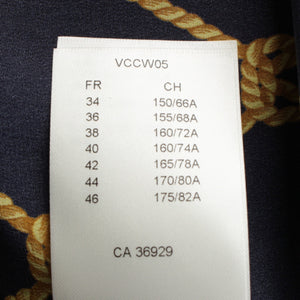 VCCW05
FR CH
34 150/66A
36 155/68A
38 160/72A
40 160/74A
42 165/78A
44 170/80A
46 175/82A
CA 36929